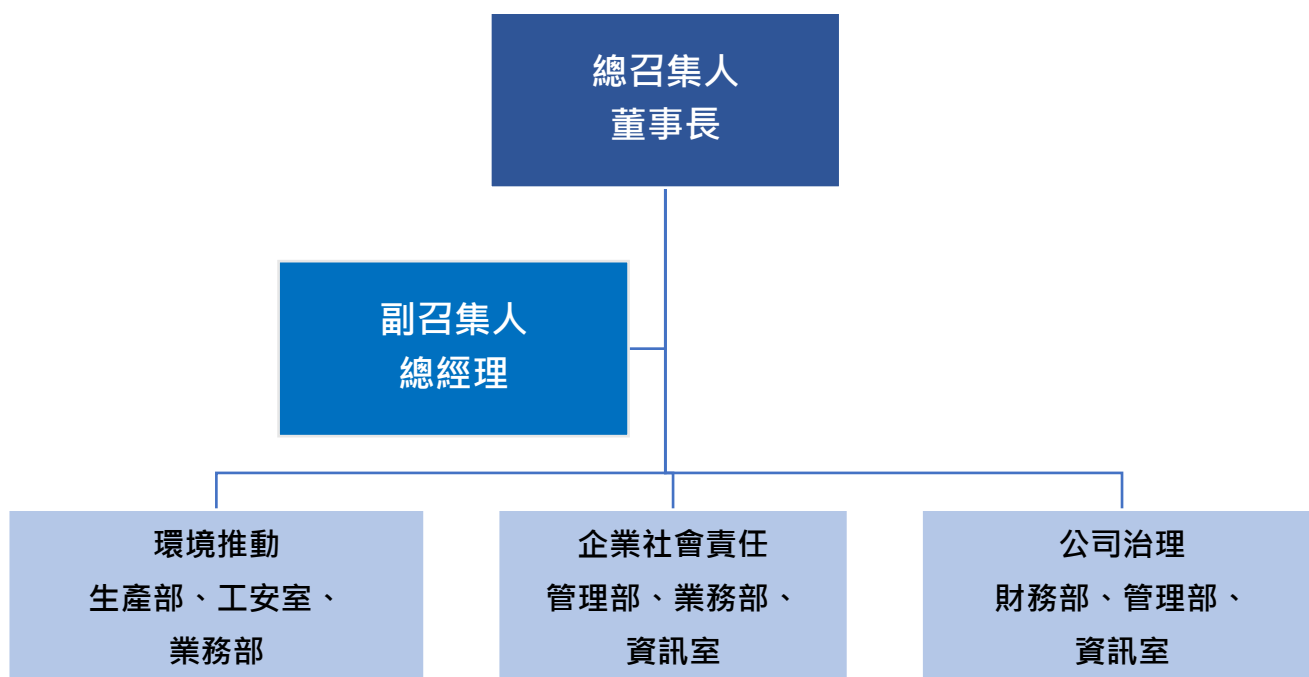 總召集人
董事長
副召集人
總經理
環境推動
生產部、工安室、
業務部
企業社會責任
管理部、業務部、
資訊室
公司治理
財務部、管理部、
資訊室